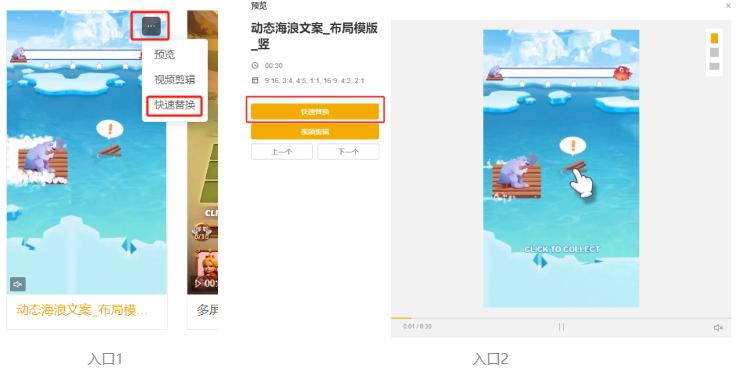 预览
视频剪辑
快速替换
CLI
00:
动态海浪文案_布局模...
多屏
入口1
预览
动态海浪文案_布局模版
_竖
00:30
9:16, 3:4, 4:5, 1:1, 16:9, 4:3, 2:1
快速替换
视频剪辑
上一个
下一个
CLICK TO COLLECT
0:01 / 0:30
入口2